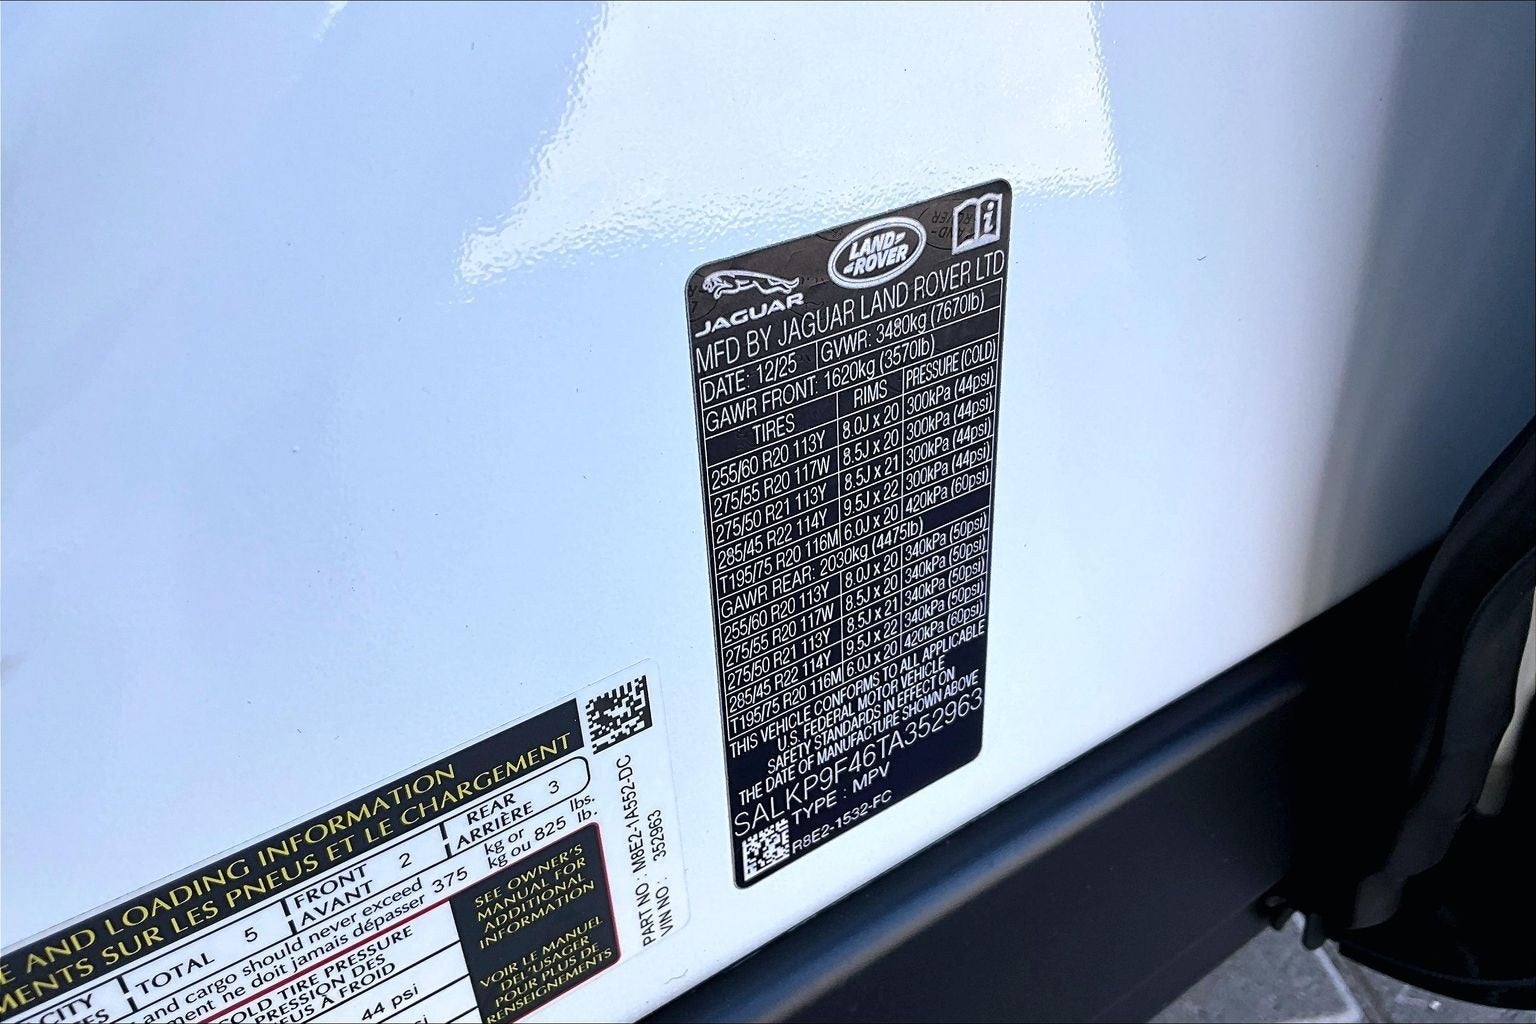 JAGUAR
LAND-
-ROVER
MFD BY JAGUAR LAND ROVER LTD
DATE: 12/25 GVWR: 3480kg (7670lb)
GAWR FRONT: 1620kg (3570lb)
TIRES RIMS PRESSURE (COLD)
255/60 R20 113Y 8.0J x 20 300kPa (44psi)
275/55 R20 117W 8.5J x 20 300kPa (44psi)
275/50 R21 113Y 8.5J x 21 300kPa (44psi)
285/45 R22 114Y 9.5J x 22 300kPa (44psi)
T195/75 R20 116M 6.0J x 20 420kPa (60psi)
GAWR REAR: 2030kg (4475lb)
255/60 R20 113Y 8.0J x 20 340kPa (50psi)
275/55 R20 117W 8.5J x 20 340kPa (50psi)
275/50 R21 113Y 8.5J x 21 340kPa (50psi)
285/45 R22 114Y 9.5J x 22 340kPa (50psi)
T195/75 R20 116M 6.0J x 20 420kPa (60psi)
THIS VEHICLE CONFORMS TO ALL APPLICABLE
U.S. FEDERAL MOTOR VEHICLE
SAFETY STANDARDS IN EFFECT ON
THE DATE OF MANUFACTURE SHOWN ABOVE
SALKP9F46TA352963
TYPE : MPV
R8E2-1532-FC
AND LOADING INFORMATION
SUR LES PNEUS ET LE CHARGEMENT
TOTAL 5 FRONT 2 REAR 3
AVANT ARRIÈRE
and cargo should never exceed 375 kg or 825 lbs.
ne doit jamais dépasser kg ou lb.
COLD TIRE PRESSURE
PRESSION DES
À FROID
44 psi
SEE OWNER'S
MANUAL FOR
ADDITIONAL
INFORMATION
VOIR LE MANUEL
DE L'USAGER
POUR PLUS DE
RENSEIGNEMENTS
PART NO : M8E2-1A552-DC
VIN NO : 352963